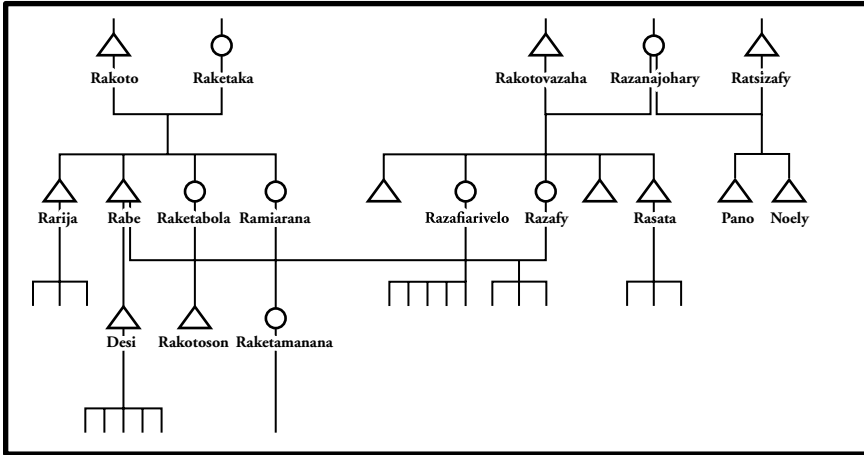 Rakoto Raketaka Rakotovazaha Razanajohary Ratsizafy
Rarija Rabe Raketabola Ramiarana Razafiarivelo Razafy Rasata Pano Noely
Desi Rakotoson Raketamanana